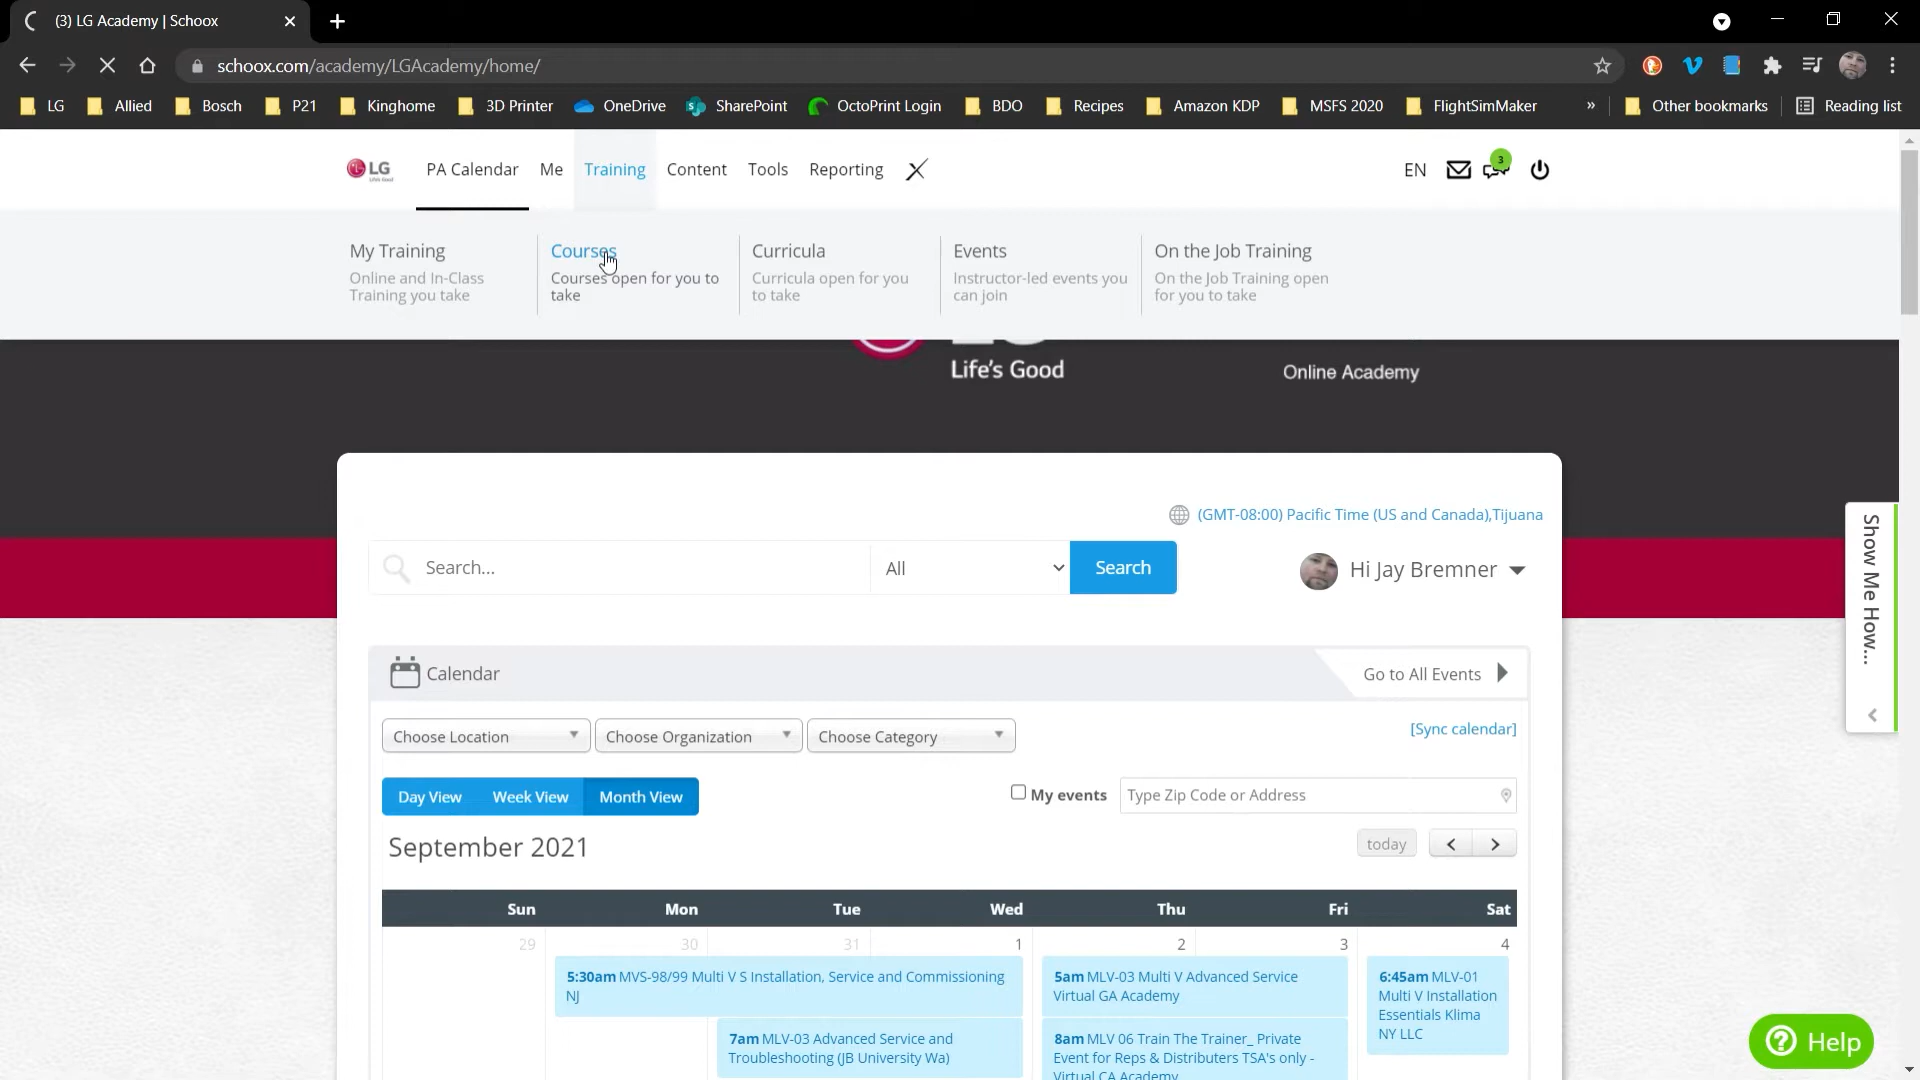 (3) LG Academy | Schoox
schoox.com/academy/LGAcademy/home/
LG Allied Bosch P21 Kinghome 3D Printer OneDrive SharePoint OctoPrint Login BDO Recipes Amazon KDP MSFS 2020 FlightSimMaker » Other bookmarks Reading list
LG PA Calendar Me Training Content Tools Reporting EN 3
Life's Good
My Training Courses Curricula Events On the Job Training
Online and In-Class Courses open for you to Curricula open for you Instructor-led events you On the Job Training open
Training you take take to take can join for you to take
Life's Good Online Academy
(GMT-08:00) Pacific Time (US and Canada),Tijuana
Search... All Search Hi Jay Bremner
Show Me How...
Calendar Go to All Events
Choose Location Choose Organization Choose Category [Sync calendar]
Day View Week View Month View My events Type Zip Code or Address
September 2021 today
Sun Mon Tue Wed Thu Fri Sat
29 30 31 1 2 3 4
5:30am MVS-98/99 Multi V S Installation, Service and Commissioning
NJ
5am MLV-03 Multi V Advanced Service
Virtual GA Academy
6:45am MLV-01
Multi V Installation
Essentials Klima
NY LLC
7am MLV-03 Advanced Service and
Troubleshooting (JB University Wa)
8am MLV 06 Train The Trainer_ Private
Event for Reps & Distributers TSA's only -
Virtual CA Academy
Help